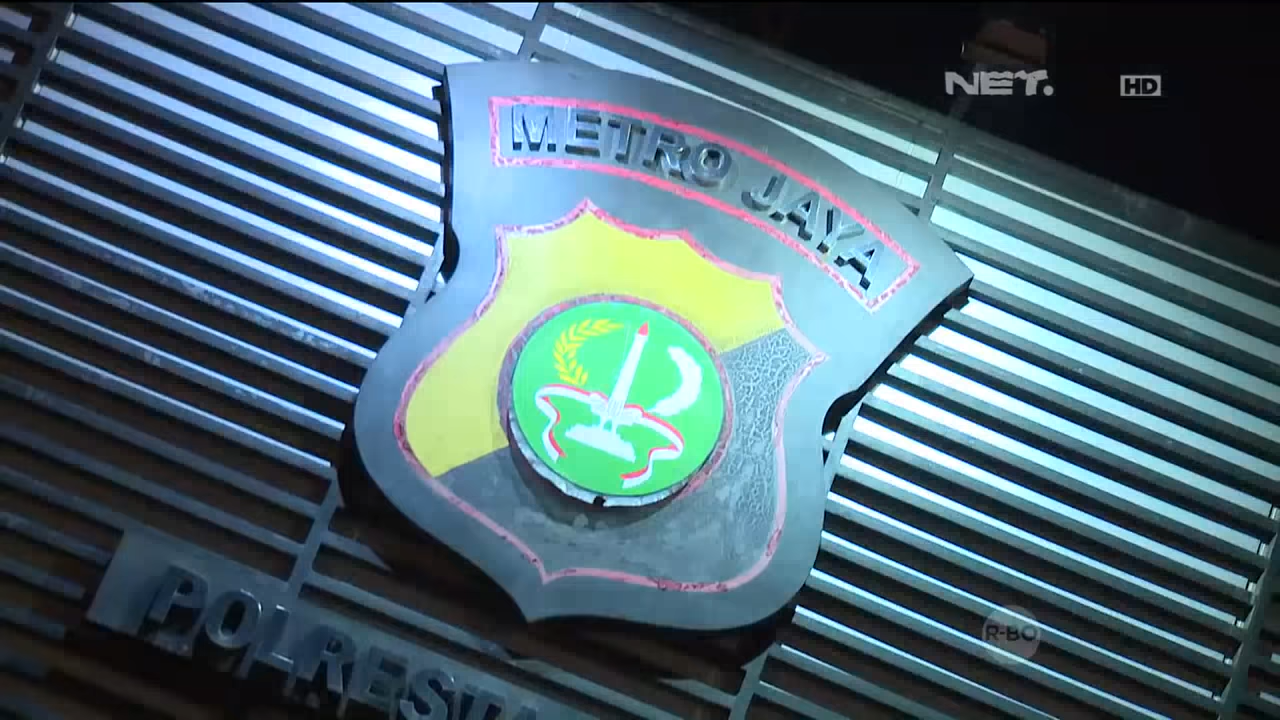 NET.
HD
METRO JAYA
POLRESTA
R-BO